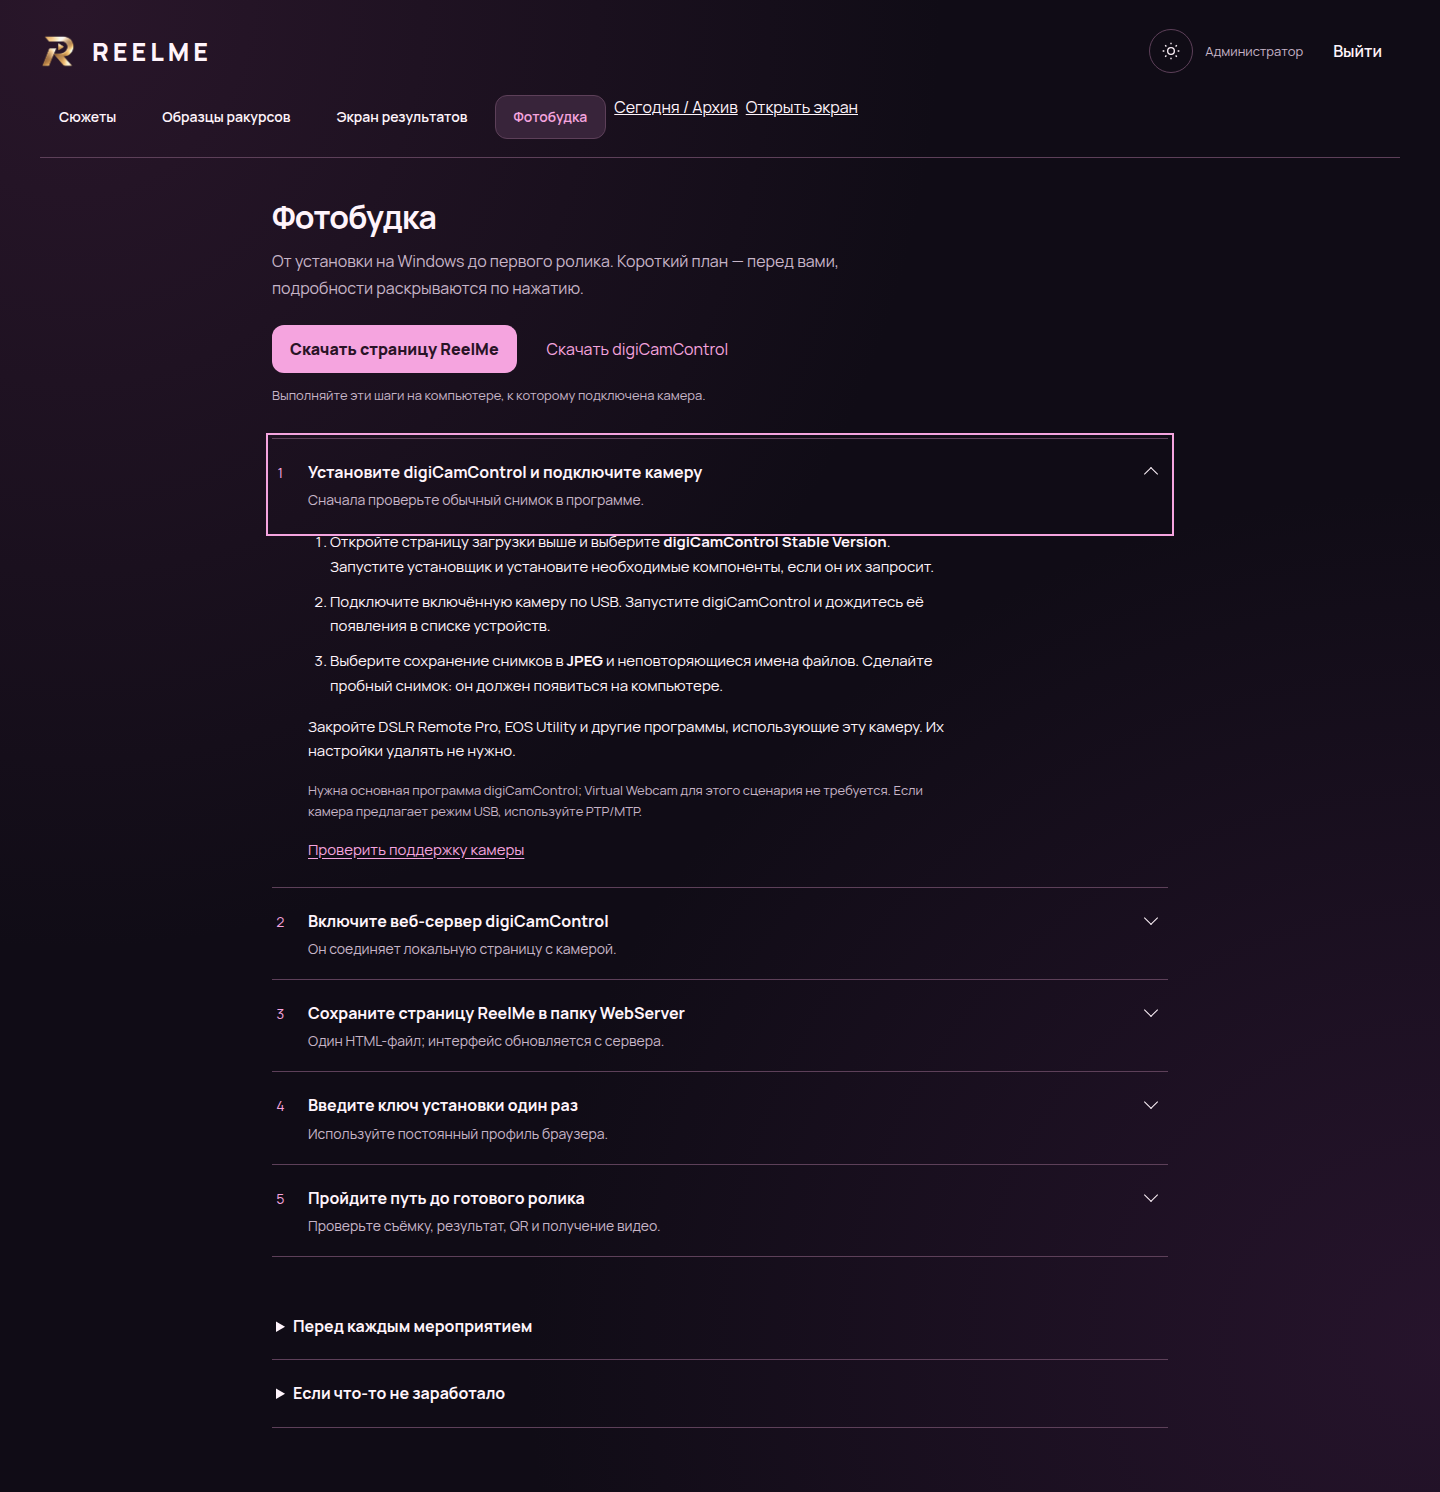 REELME
Администратор
Выйти
Сюжеты
Образцы ракурсов
Экран результатов
Фотобудка
Сегодня / Архив
Открыть экран
Фотобудка
От установки на Windows до первого ролика. Короткий план — перед вами,
подробности раскрываются по нажатию.
Скачать страницу ReelMe
Скачать digiCamControl
Выполняйте эти шаги на компьютере, к которому подключена камера.
1
Установите digiCamControl и подключите камеру
Сначала проверьте обычный снимок в программе.
1. Откройте страницу загрузки выше и выберите digiCamControl Stable Version.
Запустите установщик и установите необходимые компоненты, если он их запросит.
2. Подключите включённую камеру по USB. Запустите digiCamControl и дождитесь её
появления в списке устройств.
3. Выберите сохранение снимков в JPEG и неповторяющиеся имена файлов. Сделайте
пробный снимок: он должен появиться на компьютере.
Закройте DSLR Remote Pro, EOS Utility и другие программы, использующие эту камеру. Их
настройки удалять не нужно.
Нужна основная программа digiCamControl; Virtual Webcam для этого сценария не требуется. Если
камера предлагает режим USB, используйте PTP/MTP.
Проверить поддержку камеры
2
Включите веб-сервер digiCamControl
Он соединяет локальную страницу с камерой.
3
Сохраните страницу ReelMe в папку WebServer
Один HTML-файл; интерфейс обновляется с сервера.
4
Введите ключ установки один раз
Используйте постоянный профиль браузера.
5
Пройдите путь до готового ролика
Проверьте съёмку, результат, QR и получение видео.
Перед каждым мероприятием
Если что-то не заработало